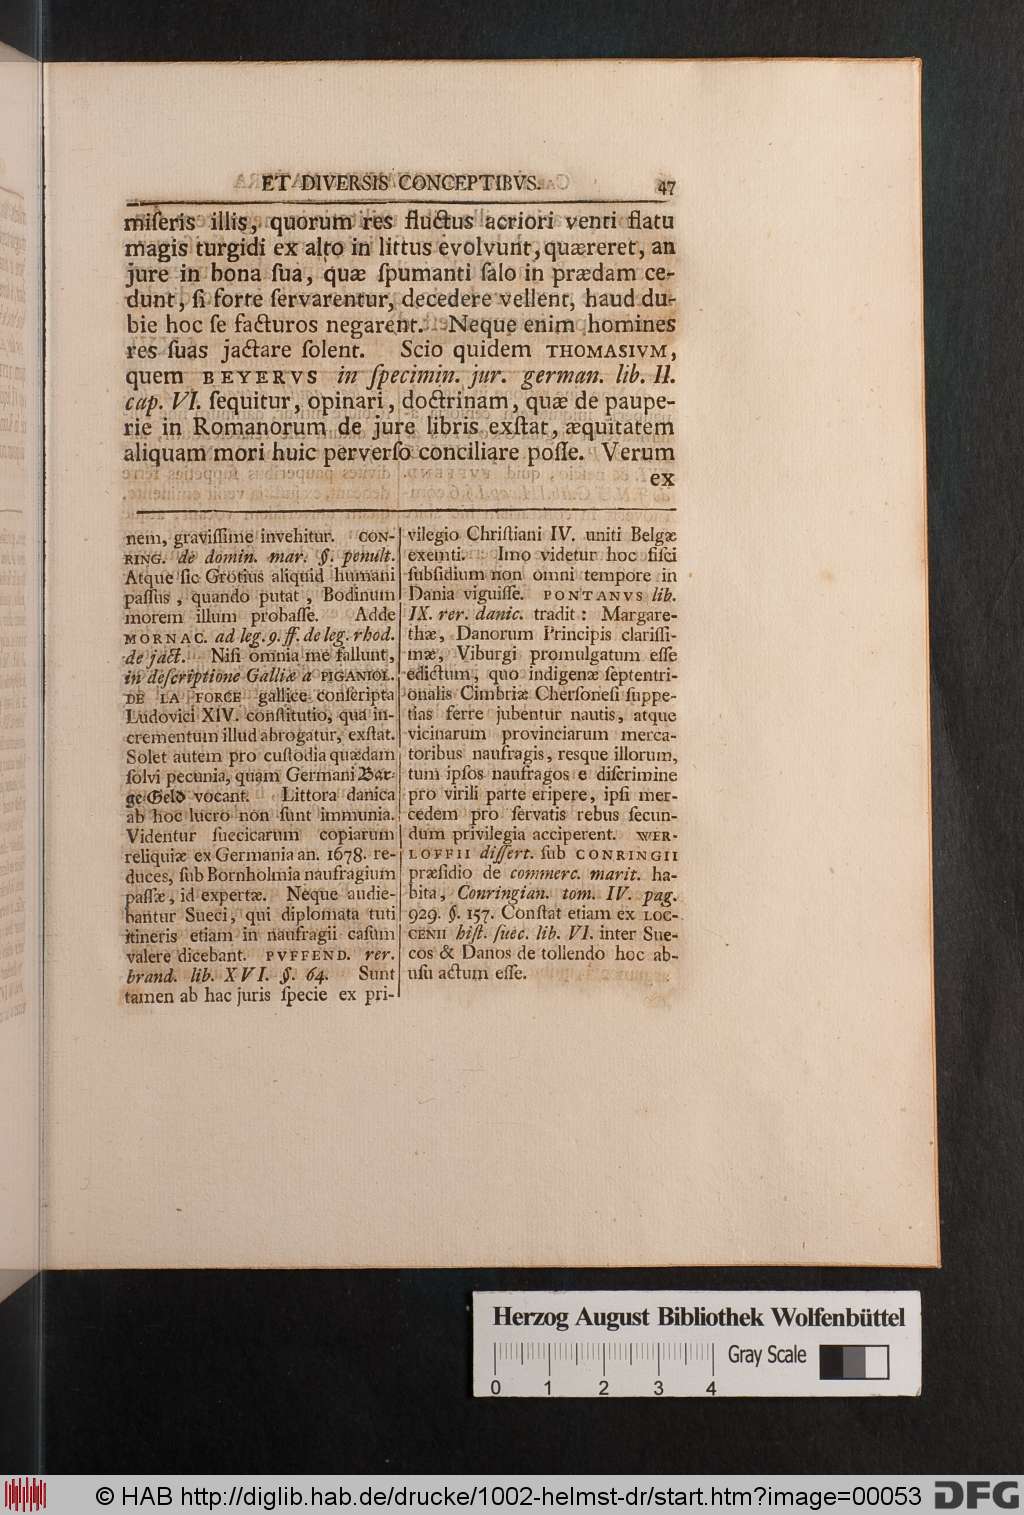 ET DIVERSIS CONCEPTIBVS. 47
miſeris illis, quorum res fluctus acriori venti flatu
magis turgidi ex alto in littus evolvunt, quæreret, an
jure in bona ſua, quæ ſpumanti ſalo in prædam ce-
dunt, ſi forte ſervarentur, decedere vellent, haud du-
bie hoc ſe facturos negarent. Neque enim homines
res ſuas jactare ſolent. Scio quidem THOMASIVM,
quem BEYERVS in ſpecimin. jur. german. lib. II.
cap. VI. ſequitur, opinari, doctrinam, quæ de paupe-
rie in Romanorum de jure libris exſtat, æquitatem
aliquam mori huic perverſo conciliare poſſe. Verum
ex
nem, graviſſime invehitur. CON-
RING. de domin. mar. §. penult.
Atque ſic Grotius aliquid humani
paſſus, quando putat, Bodinum
morem illum probaſſe. Adde
MORNAC. ad leg. 9. ff. de leg. rhod.
de jact. Niſi omnia me fallunt,
in deſcriptione Galliæ a PIGANIOL.
DE LA FORCE gallice conſcripta
Ludovici XIV. conſtitutio, qua in-
crementum illud abrogatur, exſtat.
Solet autem pro cuſtodia quædam
ſolvi pecunia, quam Germani Bar-
ge-Geld vocant. Littora danica
ab hoc lucro non ſunt immunia.
Videntur ſuecicarum copiarum
reliquiæ ex Germania an. 1678. re-
duces, ſub Bornholmia naufragium
paſſæ, id expertæ. Neque audie-
bantur Sueci, qui diplomata tuti
itineris etiam in naufragii caſum
valere dicebant. PVFFEND. rer.
brand. lib. XVI. §. 64. Sunt
tamen ab hac juris ſpecie ex pri-
vilegio Chriſtiani IV. uniti Belgæ
exemti. Imo videtur hoc fiſci
ſubſidium non omni tempore in
Dania viguiſſe. PONTANVS lib.
IX. rer. danic. tradit: Margare-
thæ, Danorum Principis clariſſi-
mæ, Viburgi promulgatum eſſe
edictum, quo indigenæ ſeptentri-
onalis Cimbriæ Cherſoneſi ſuppe-
tias ferre jubentur nautis, atque
vicinarum provinciarum merca-
toribus naufragis, resque illorum,
tum ipſos naufragos e diſcrimine
pro virili parte eripere, ipſi mer-
cedem pro ſervatis rebus ſecun-
dum privilegia acciperent. WER-
LOFFII diſſert. ſub CONRINGII
præſidio de commerc. marit. ha-
bita, Conringian. tom. IV. pag.
929. §. 157. Conſtat etiam ex LOC-
CENII hiſt. ſuec. lib. VI. inter Sue-
cos & Danos de tollendo hoc ab-
uſu actum eſſe.
Herzog August Bibliothek Wolfenbüttel
Gray Scale
0 1 2 3 4
© HAB http://diglib.hab.de/drucke/1002-helmst-dr/start.htm?image=00053 DFG